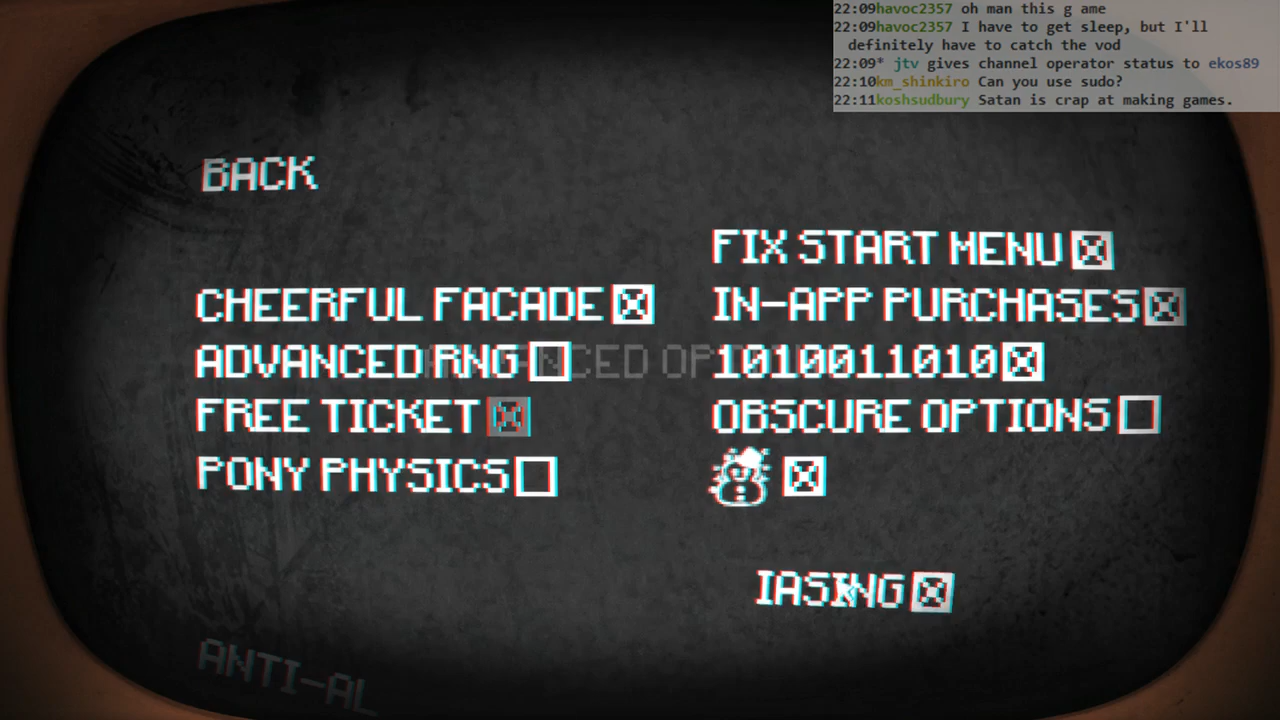 22:09havoc2357 oh man this g ame
22:09havoc2357 I have to get sleep, but I'll
definitely have to catch the vod
22:09* jtv gives channel operator status to ekos89
22:10km_shinkiro Can you use sudo?
22:11koshsudbury Satan is crap at making games.
BACK
FIX START MENU
CHEERFUL FACADE
IN-APP PURCHASES
ADVANCED RNG
ANCED OP
1010011010
FREE TICKET
OBSCURE OPTIONS
PONY PHYSICS
IASING
ANTI-AL